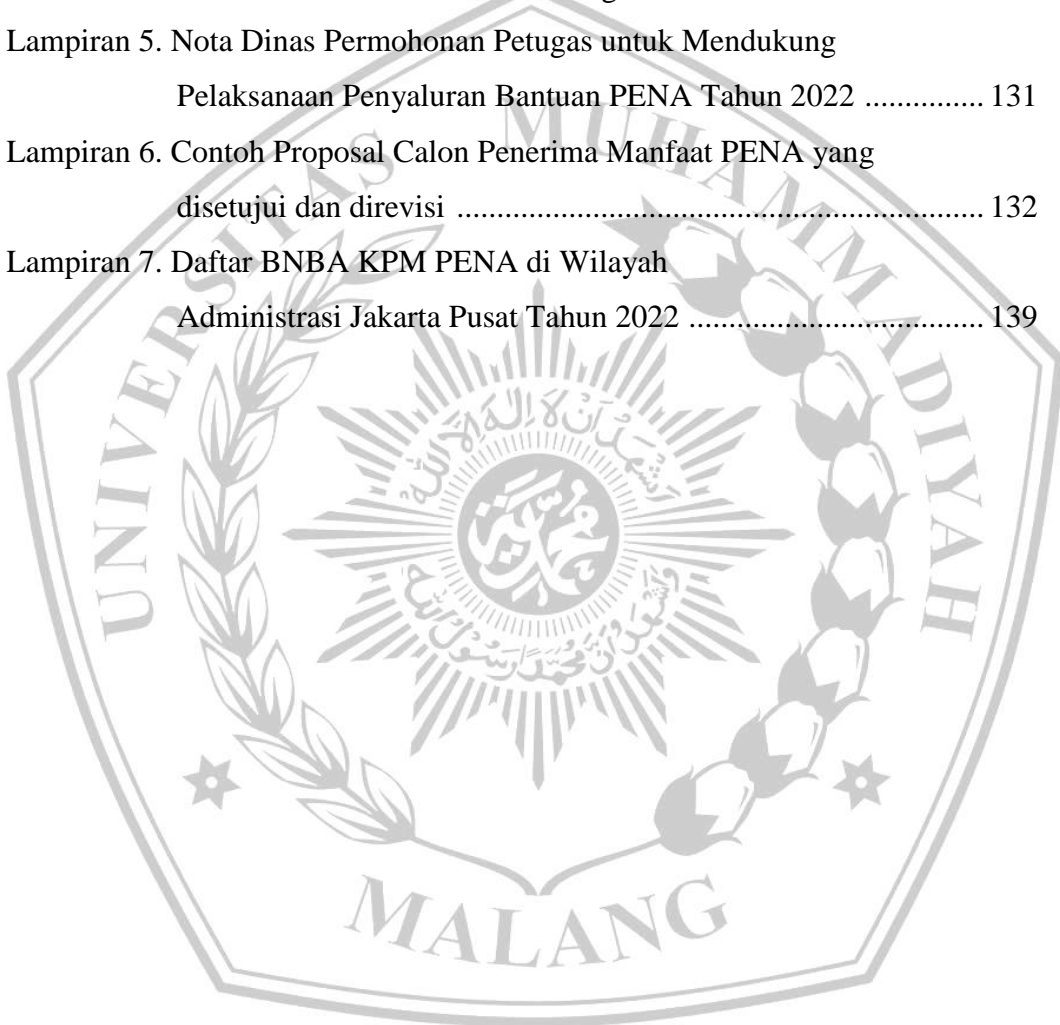 Lampiran 5. Nota Dinas Permohonan Petugas untuk Mendukung
Pelaksanaan Penyaluran Bantuan PENA Tahun 2022 ............... 131
Lampiran 6. Contoh Proposal Calon Penerima Manfaat PENA yang
disetujui dan direvisi .................................................................. 132
Lampiran 7. Daftar BNBA KPM PENA di Wilayah
Administrasi Jakarta Pusat Tahun 2022 ..................................... 139
UNIVERSITAS MUHAMMADIYAH
MALANG